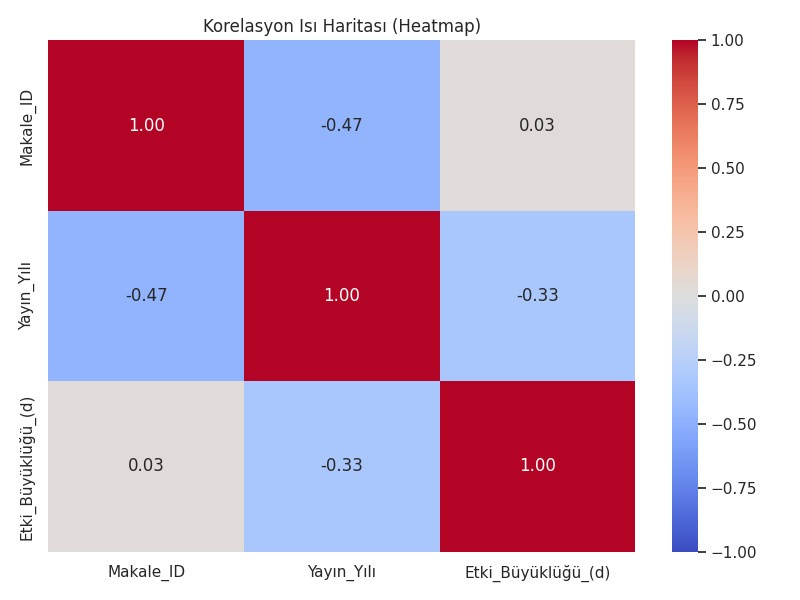 Korelasyon Isı Haritası (Heatmap)
Makale_ID
1.00
-0.47
0.03
Yayın_Yılı
-0.47
1.00
-0.33
Etki_Büyüklüğü_(d)
0.03
-0.33
1.00
Makale_ID
Yayın_Yılı
Etki_Büyüklüğü_(d)
1.00
0.75
0.50
0.25
0.00
−0.25
−0.50
−0.75
−1.00